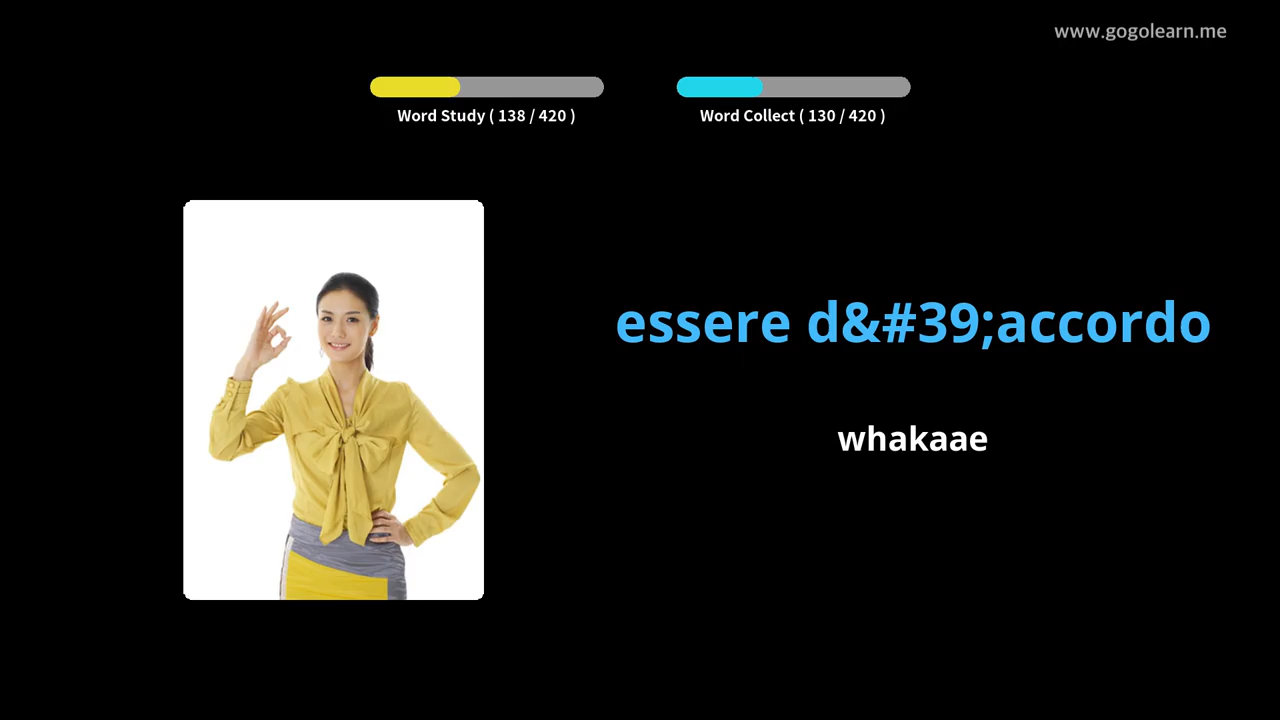 www.gogolearn.me
Word Study ( 138 / 420 )
Word Collect ( 130 / 420 )
essere d&#39;accordo
whakaae